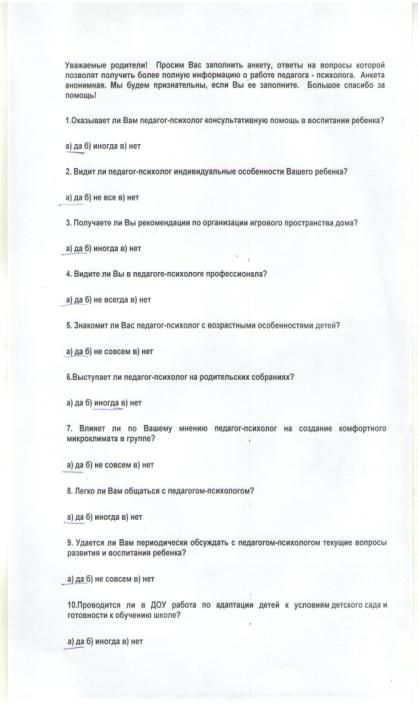 Уважаемые родители! Просим Вас заполнить анкету, ответы на вопросы которой
позволят получить более полную информацию о работе педагога - психолога. Анкета
анонимная. Мы будем признательны, если Вы ее заполните. Большое спасибо за
помощь!
1.Оказывает ли Вам педагог-психолог консультативную помощь в воспитании ребенка?
а) да б) иногда в) нет
2. Видит ли педагог-психолог индивидуальные особенности Вашего ребенка?
а) да б) не все в) нет
3. Получаете ли Вы рекомендации по организации игрового пространства дома?
а) да б) иногда в) нет
4. Видите ли Вы в педагоге-психологе профессионала?
а) да б) не всегда в) нет
5. Знакомит ли Вас педагог-психолог с возрастными особенностями детей?
а) да б) не совсем в) нет
6.Выступает ли педагог-психолог на родительских собраниях?
а) да б) иногда в) нет
7. Влияет ли по Вашему мнению педагог-психолог на создание комфортного
микроклимата в группе?
а) да б) не совсем в) нет
8. Легко ли Вам общаться с педагогом-психологом?
а) да б) иногда в) нет
9. Удается ли Вам периодически обсуждать с педагогом-психологом текущие вопросы
развития и воспитания ребенка?
а) да б) не совсем в) нет
10.Проводится ли в ДОУ работа по адаптации детей к условиям детского сада и
готовности к обучению школе?
а) да б) иногда в) нет